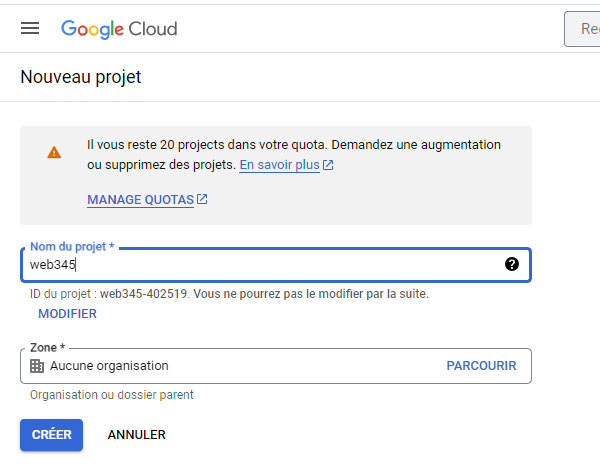 Google Cloud
Nouveau projet
Il vous reste 20 projects dans votre quota. Demandez une augmentation
ou supprimez des projets. En savoir plus
MANAGE QUOTAS
Nom du projet *
web345
ID du projet : web345-402519. Vous ne pourrez pas le modifier par la suite.
MODIFIER
Zone *
Aucune organisation PARCOURIR
Organisation ou dossier parent
CRÉER ANNULER